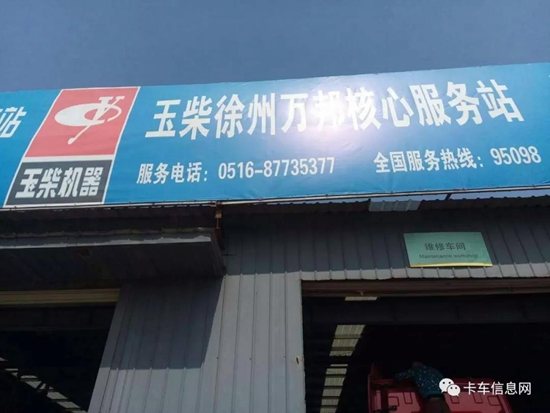 站
玉柴机器
玉柴徐州万邦核心服务站
服务电话：0516-87735377
全国服务热线：95098
维修车间
卡车信息网